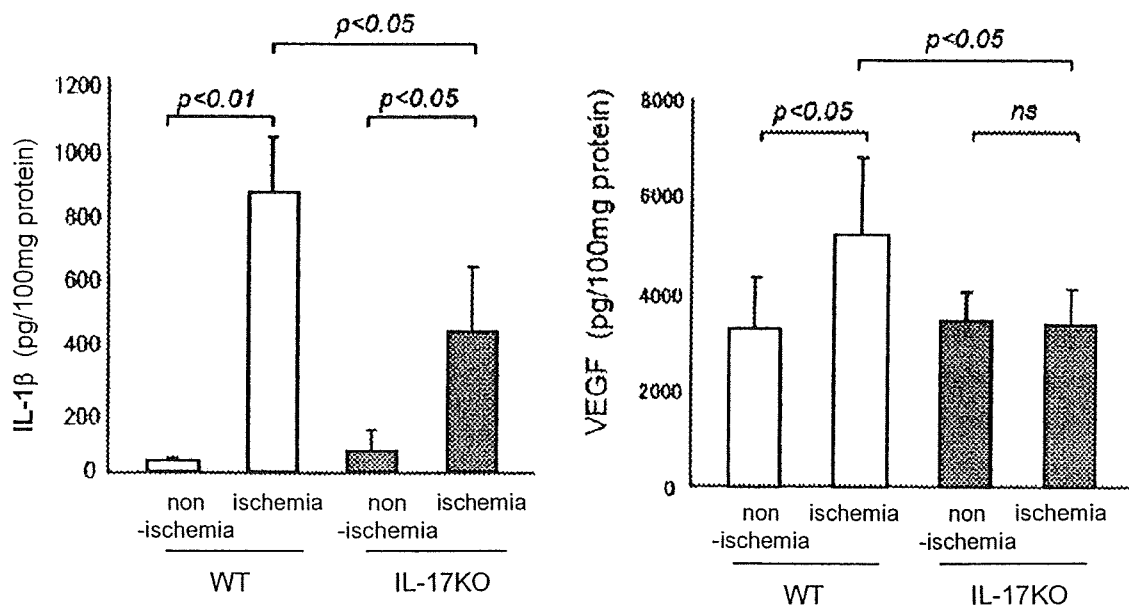 p<0.05
p<0.01
p<0.05
IL-1β (pg/100mg protein)
1200
1000
800
600
400
200
0
non
-ischemia
ischemia
non
-ischemia
ischemia
WT
IL-17KO
p<0.05
p<0.05
ns
VEGF (pg/100mg protein)
8000
6000
4000
2000
0
non
-ischemia
ischemia
non
-ischemia
ischemia
WT
IL-17KO